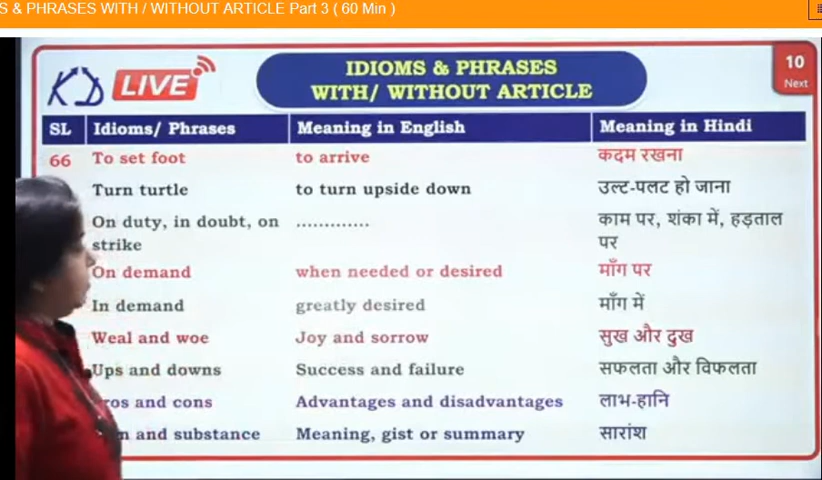 S & PHRASES WITH / WITHOUT ARTICLE Part 3 ( 60 Min )
KD LIVE
IDIOMS & PHRASES
WITH/ WITHOUT ARTICLE
10
Next
SL Idioms/ Phrases Meaning in English Meaning in Hindi
66 To set foot to arrive कदम रखना
Turn turtle to turn upside down उल्ट-पलट हो जाना
On duty, in doubt, on ............. काम पर, शंका में, हड़ताल
strike पर
On demand when needed or desired माँग पर
In demand greatly desired माँग में
Weal and woe Joy and sorrow सुख और दुख
Ups and downs Success and failure सफलता और विफलता
ros and cons Advantages and disadvantages लाभ-हानि
and substance Meaning, gist or summary सारांश